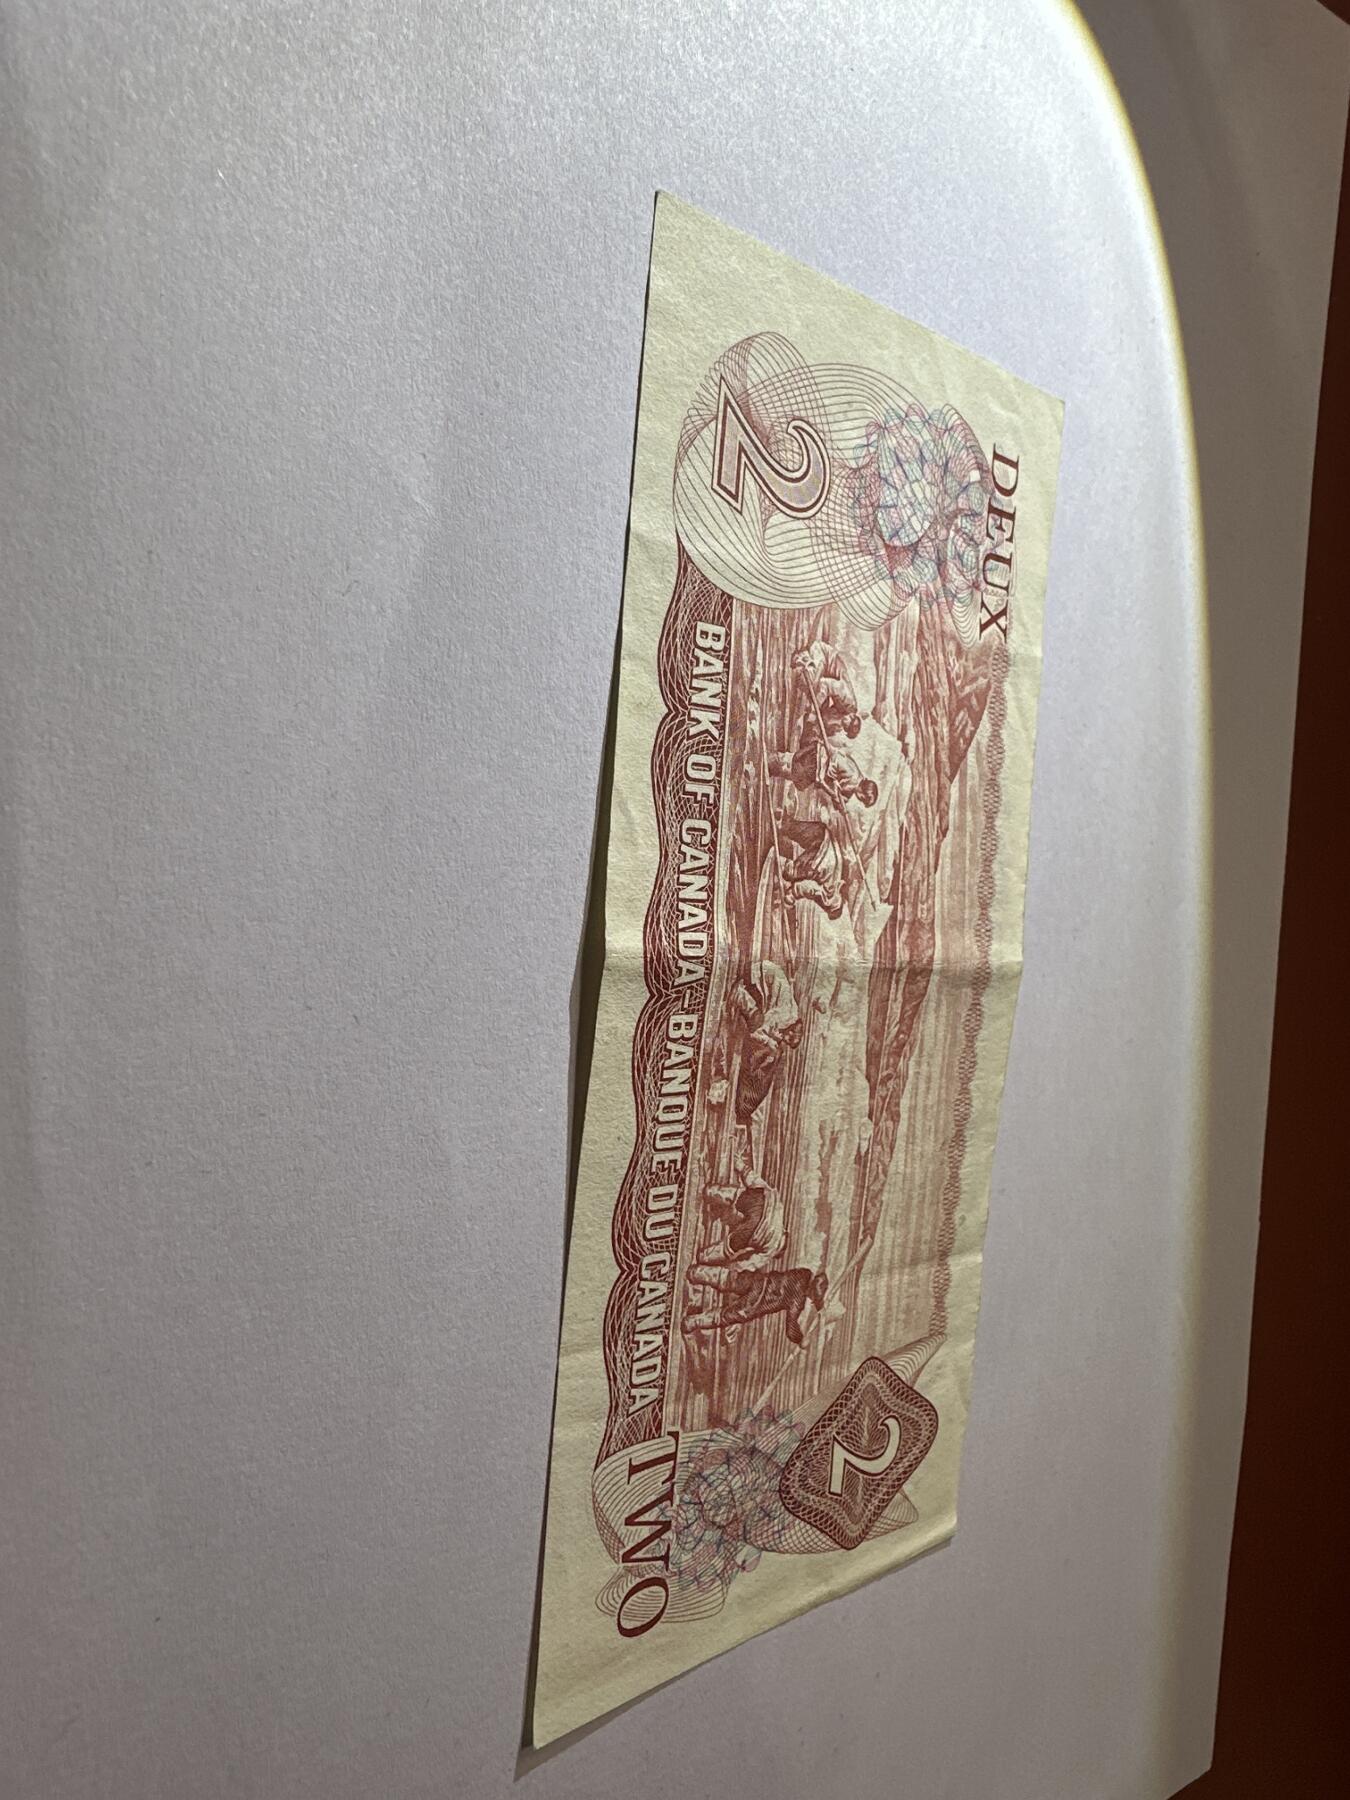 DEUX
2
2
BANK OF CANADA-BANQUE DU CANADA
TWO